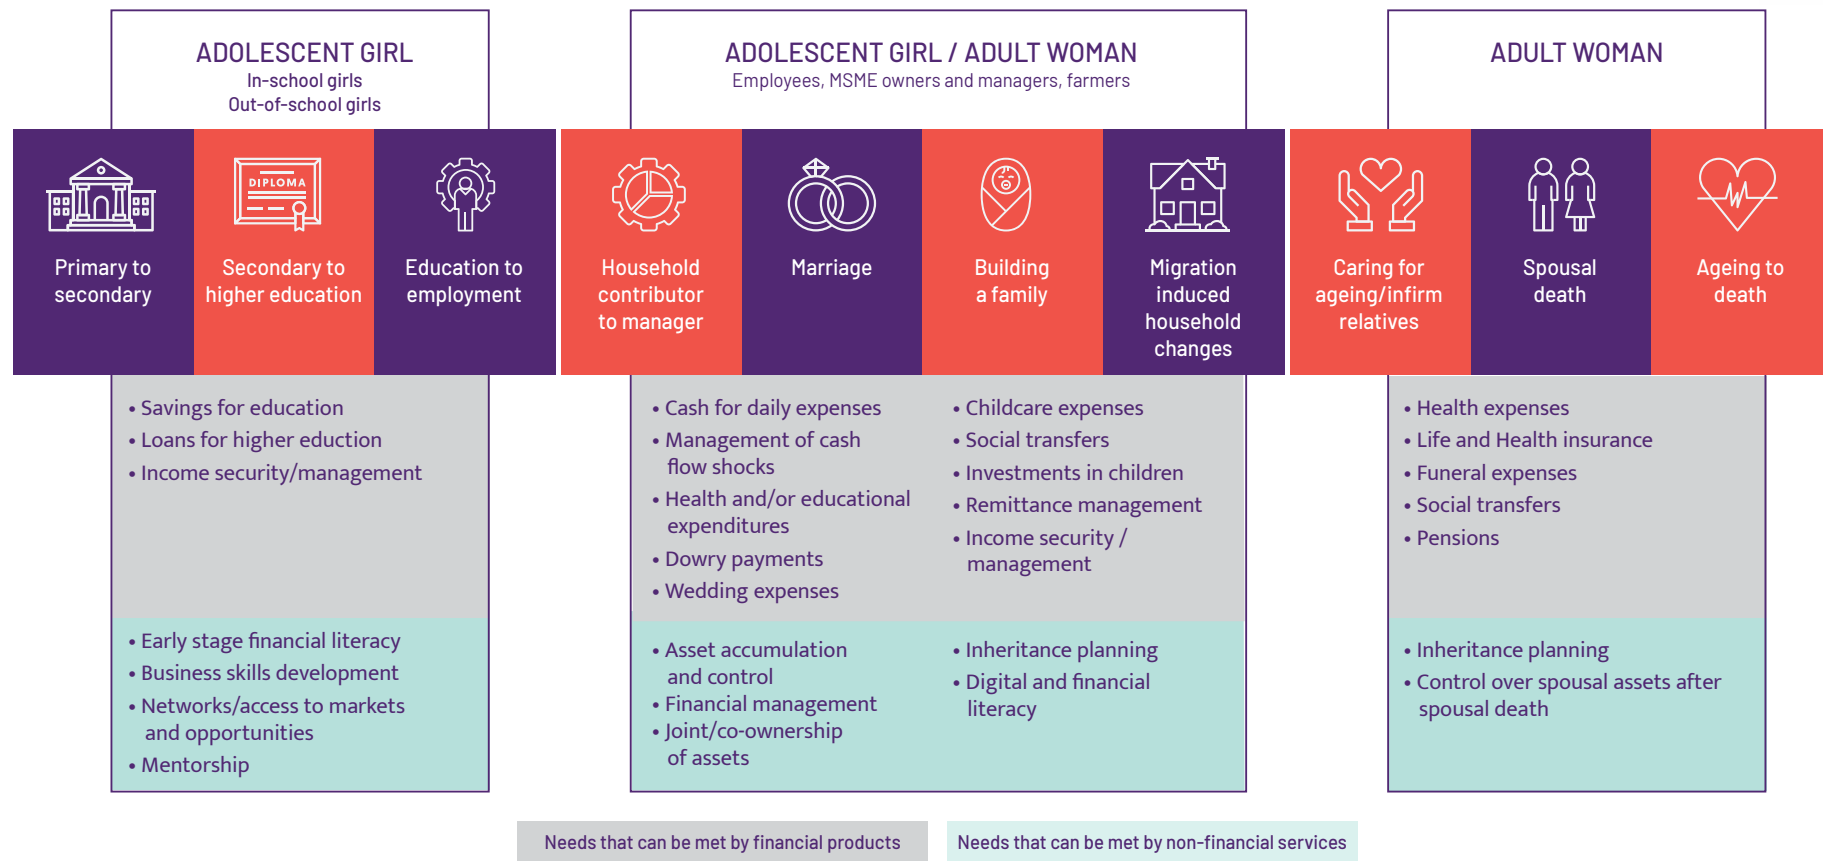 ADOLESCENT GIRL
In-school girls
Out-of-school girls
ADOLESCENT GIRL / ADULT WOMAN
Employees, MSME owners and managers, farmers
ADULT WOMAN
Primary to
secondary
DIPLOMA
Secondary to
higher education
Education to
employment
Household
contributor
to manager
Marriage
Building
a family
Migration
induced
household
changes
Caring for
ageing/infirm
relatives
Spousal
death
Ageing to
death
• Savings for education
• Loans for higher eduction
• Income security/management
• Early stage financial literacy
• Business skills development
• Networks/access to markets
and opportunities
• Mentorship
• Cash for daily expenses
• Management of cash
flow shocks
• Health and/or educational
expenditures
• Dowry payments
• Wedding expenses
• Childcare expenses
• Social transfers
• Investments in children
• Remittance management
• Income security /
management
• Asset accumulation
and control
• Financial management
• Joint/co-ownership
of assets
• Inheritance planning
• Digital and financial
literacy
• Health expenses
• Life and Health insurance
• Funeral expenses
• Social transfers
• Pensions
• Inheritance planning
• Control over spousal assets after
spousal death
Needs that can be met by financial products
Needs that can be met by non-financial services